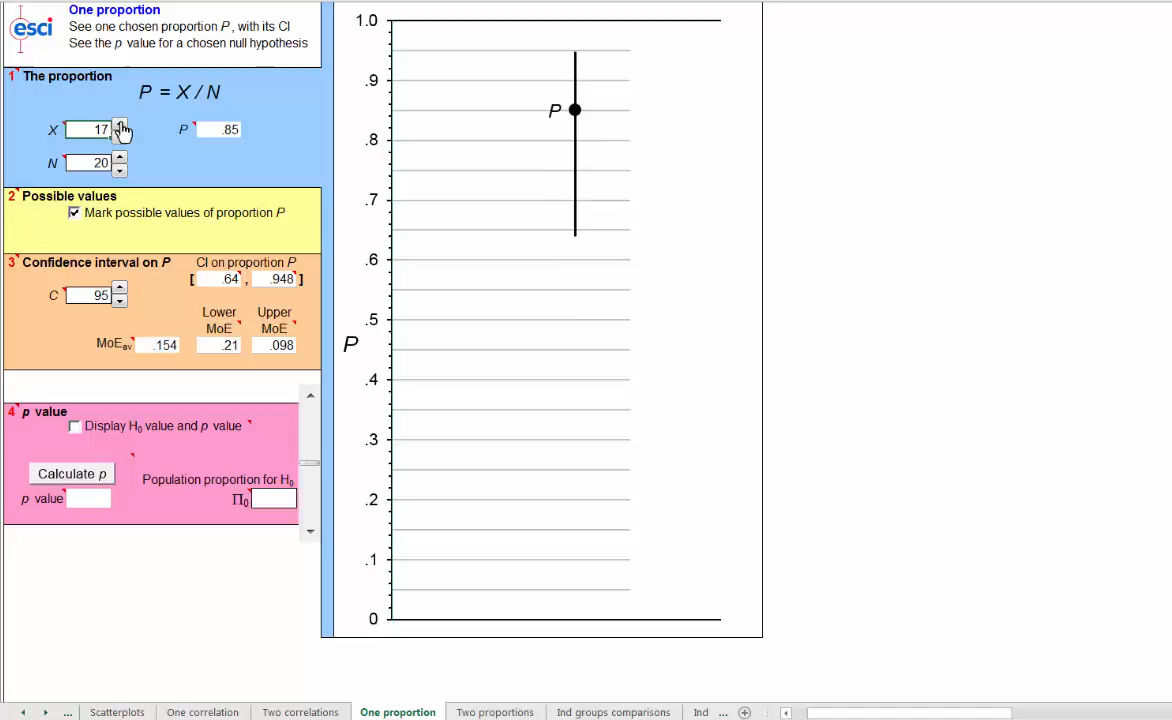 esci
One proportion
See one chosen proportion P, with its CI
See the p value for a chosen null hypothesis
1 The proportion
P = X / N
X 17 P .85
N 20
2 Possible values
Mark possible values of proportion P
3 Confidence interval on P CI on proportion P
[ .64 , .948 ]
C 95
Lower Upper
MoE MoE
MoEav .154 .21 .098
4 p value
Display H0 value and p value
Calculate p
Population proportion for H0
p value Π0
1.0
.9
P
.8
.7
.6
.5
P
.4
.3
.2
.1
0
... Scatterplots One correlation Two correlations One proportion Two proportions Ind groups comparisons Ind ...